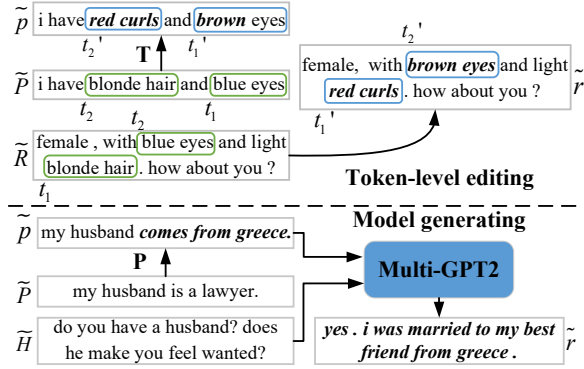 p̃ i have red curls and brown eyes
t₂' t₁'
T
P̃ i have blonde hair and blue eyes
t₂ t₂ t₁
R̃ female , with blue eyes and light
blonde hair . how about you ?
t₁
t₂'
female, with brown eyes and light
red curls . how about you ? r̃
t₁'
Token-level editing
Model generating
p̃ my husband comes from greece.
P
P̃ my husband is a lawyer.
H̃ do you have a husband? does
he make you feel wanted?
Multi-GPT2
yes . i was married to my best
friend from greece . r̃